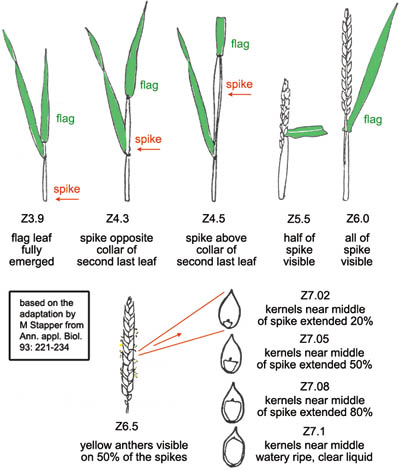 flag
flag
flag
spike
spike
spike
flag
flag
Z3.9
flag leaf
fully
emerged
Z4.3
spike opposite
collar of
second last leaf
Z4.5
spike above
collar of
second last leaf
Z5.5
half of
spike
visible
Z6.0
all of
spike
visible
based on the
adaptation by
M Stapper from
Ann. appl. Biol.
93: 221-234
Z6.5
yellow anthers visible
on 50% of the spikes
Z7.02
kernels near middle
of spike extended 20%
Z7.05
kernels near middle
of spike extended 50%
Z7.08
kernels near middle
of spike extended 80%
Z7.1
kernels near middle
watery ripe, clear liquid